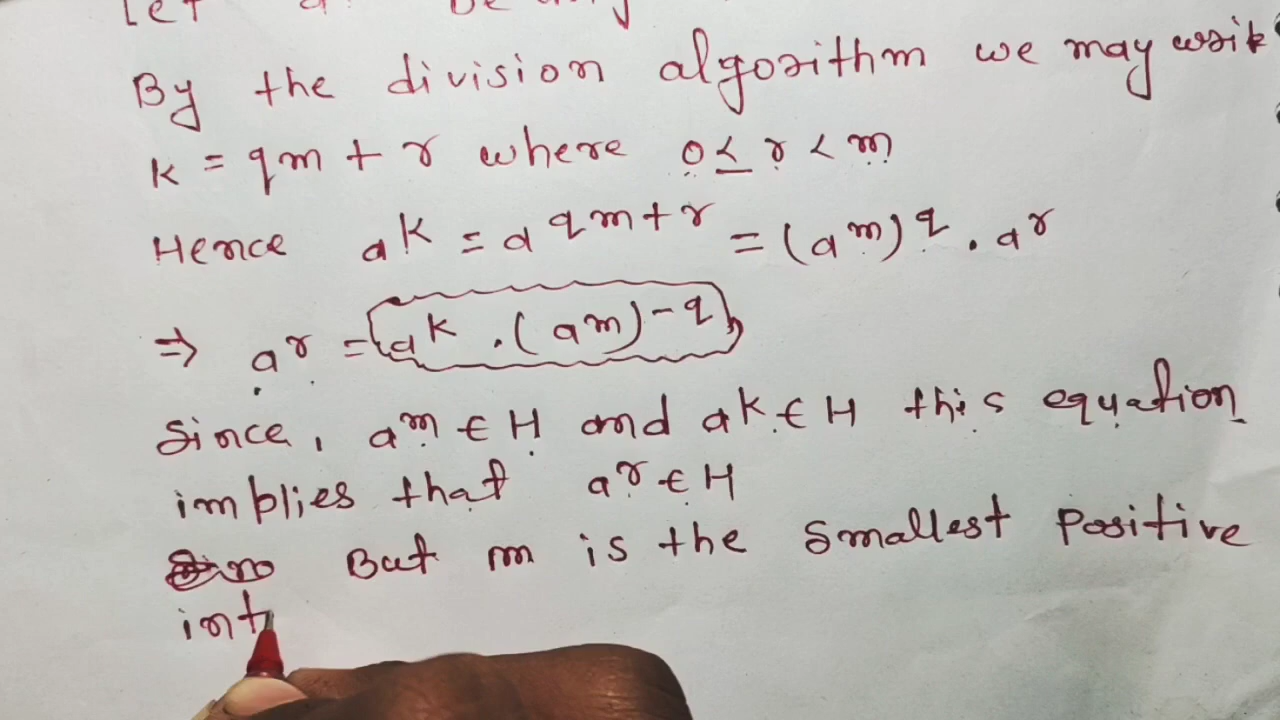 Let
By the division algorithm we may write
k = qm + r where 0 ≤ r < m
Hence a^k = a^{qm+r} = (a^m)^q . a^r
⇒ a^r = a^k . (a^m)^{-q}
Since, a^m ∈ H and a^k ∈ H this equation
implies that a^r ∈ H
But m is the smallest positive
int